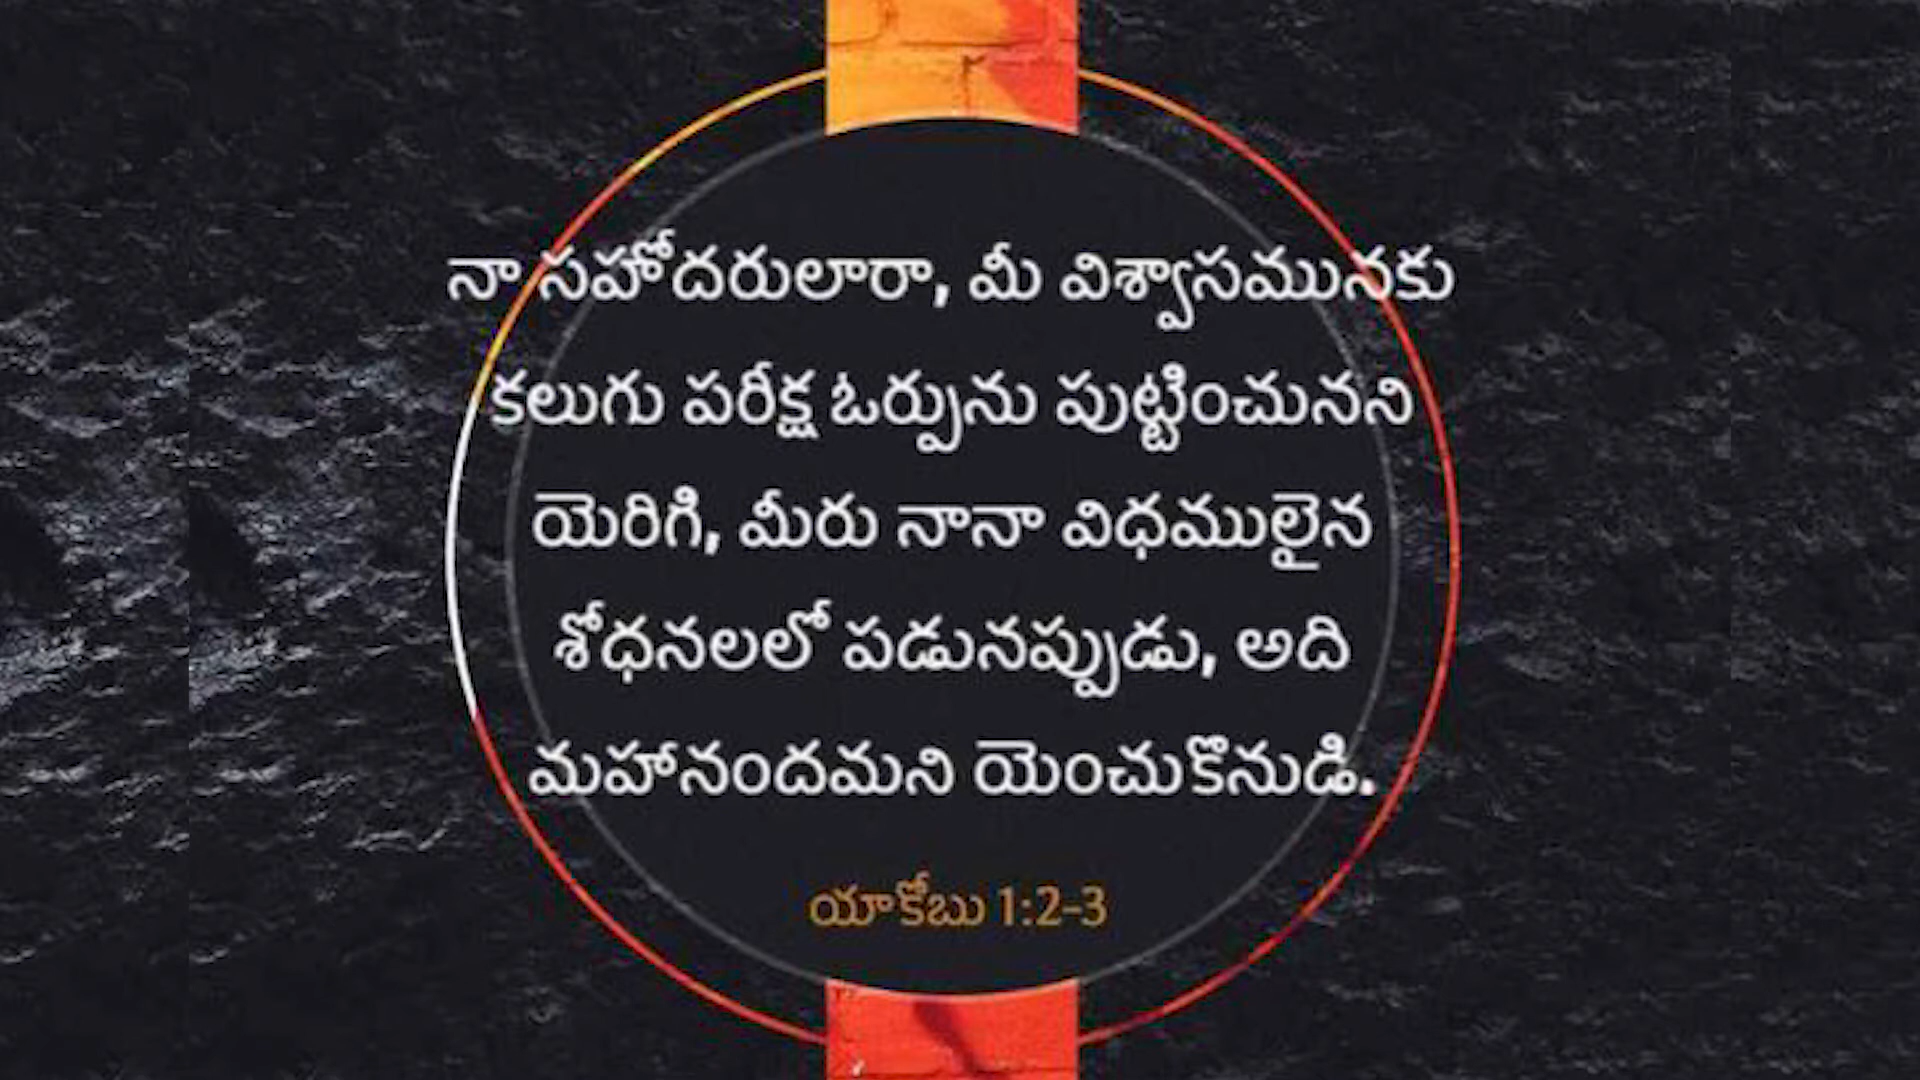 నా సహోదరులారా, మీ విశ్వాసమునకు
కలుగు పరీక్ష ఓర్పును పుట్టించునని
యెరిగి, మీరు నానా విధములైన
శోధనలలో పడునప్పుడు, అది
మహానందమని యెంచుకొనుడి.
యాకోబు 1:2-3